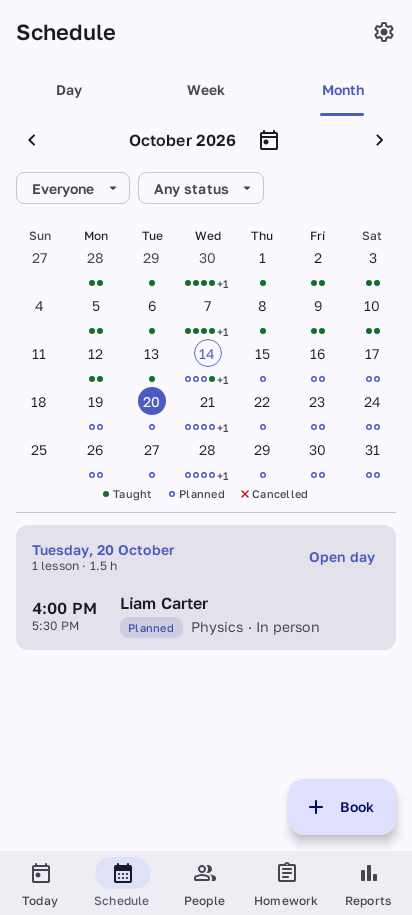 Schedule
Day Week Month
October 2026
Everyone Any status
Sun Mon Tue Wed Thu Fri Sat
27 28 29 30 1 2 3
+1
4 5 6 7 8 9 10
+1
11 12 13 14 15 16 17
+1
18 19 20 21 22 23 24
+1
25 26 27 28 29 30 31
+1
Taught Planned Cancelled
Tuesday, 20 October
1 lesson · 1.5 h
Open day
4:00 PM Liam Carter
5:30 PM Planned Physics · In person
Book
Today Schedule People Homework Reports